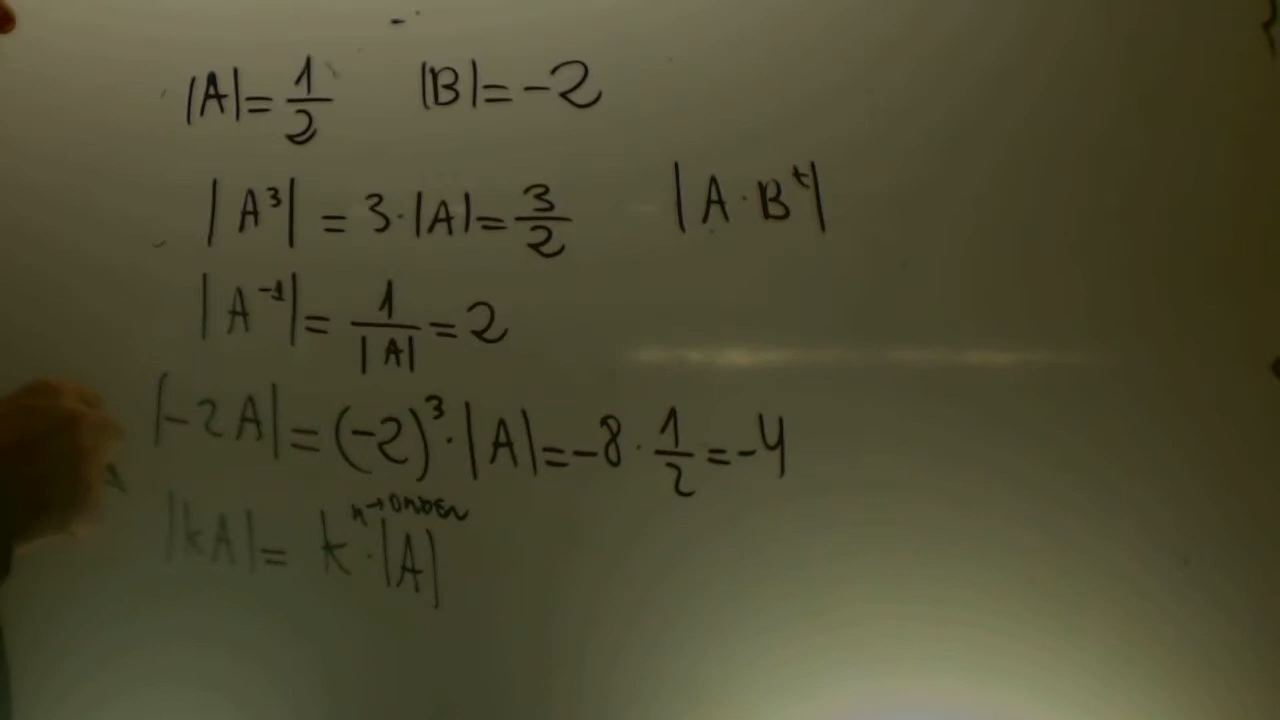 |A| = 1/2 |B| = -2
|A³| = 3·|A| = 3/2 |A·Bᵗ|
|A⁻¹| = 1/|A| = 2
|-2A| = (-2)³·|A| = -8·1/2 = -4
n→ORDEN
|kA| = kⁿ·|A|